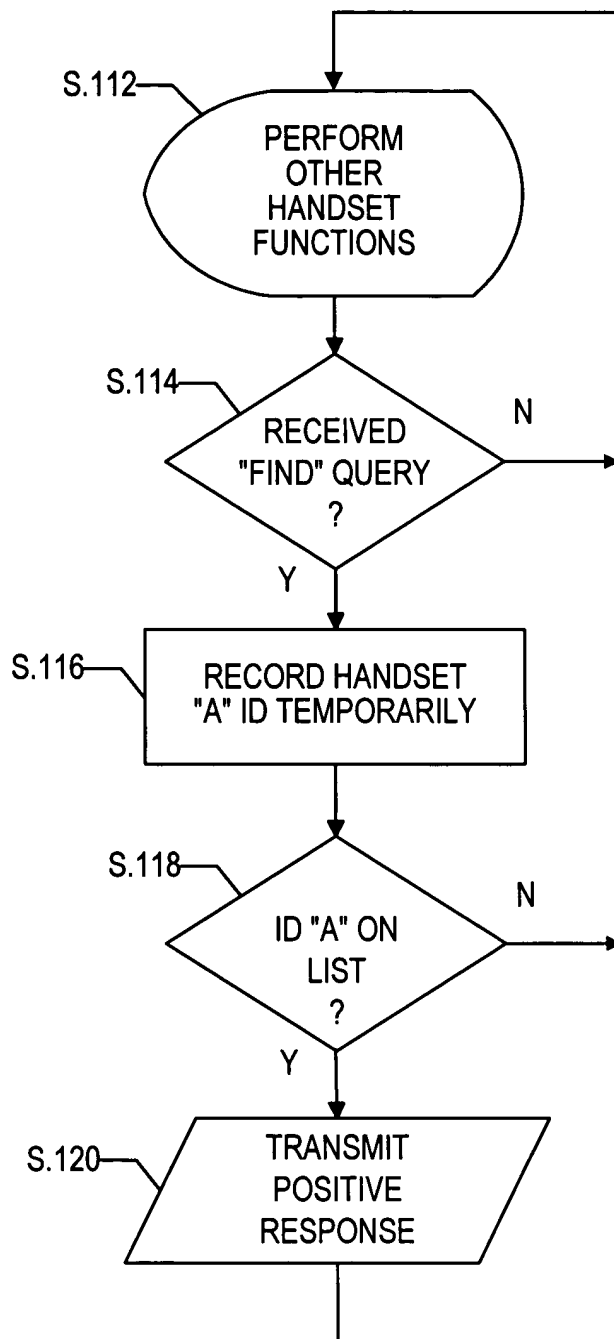 S.112
PERFORM
OTHER
HANDSET
FUNCTIONS
S.114
RECEIVED
"FIND" QUERY
?
N
Y
S.116
RECORD HANDSET
"A" ID TEMPORARILY
S.118
ID "A" ON
LIST
?
N
Y
S.120
TRANSMIT
POSITIVE
RESPONSE